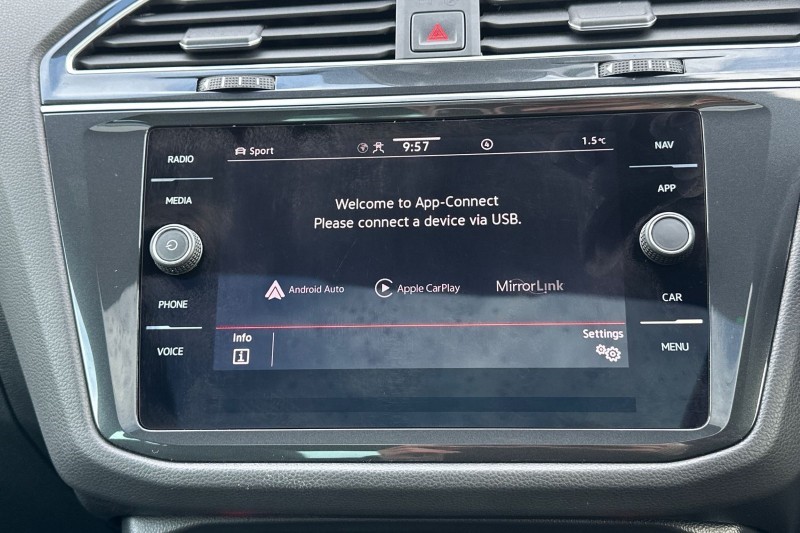 RADIO
MEDIA
PHONE
VOICE
Sport
9:57
4
1.5°C
Welcome to App-Connect
Please connect a device via USB.
Android Auto
Apple CarPlay
MirrorLink
Info
i
Settings
NAV
APP
CAR
MENU